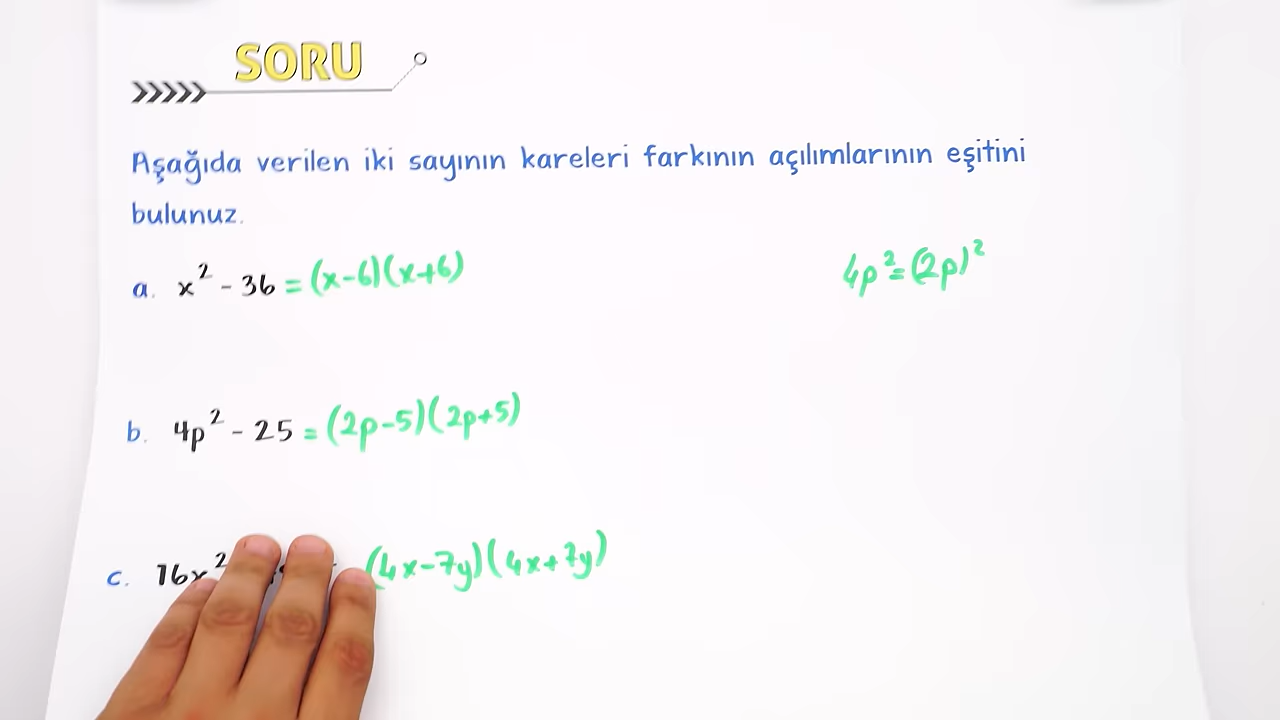 SORU
Aşağıda verilen iki sayının kareleri farkının açılımlarının eşitini
bulunuz.
a. x² - 36 = (x-6)(x+6)
4p² = (2p)²
b. 4p² - 25 = (2p-5)(2p+5)
c. 16x² (4x-7y)(4x+7y)